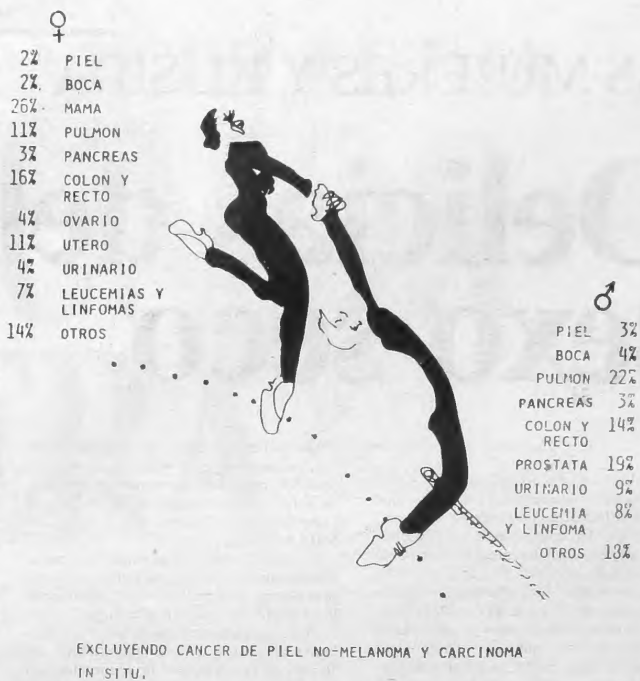 ♀
2% PIEL
2% BOCA
26% MAMA
11% PULMON
3% PANCREAS
16% COLON Y
RECTO
4% OVARIO
11% UTERO
4% URINARIO
7% LEUCEMIAS Y
LINFOMAS
14% OTROS
♂
PIEL 3%
BOCA 4%
PULMON 22%
PANCREAS 3%
COLON Y 14%
RECTO
PROSTATA 19%
URINARIO 9%
LEUCEMIA 8%
Y LINFOMA
OTROS 18%
EXCLUYENDO CANCER DE PIEL NO-MELANOMA Y CARCINOMA
IN SITU.